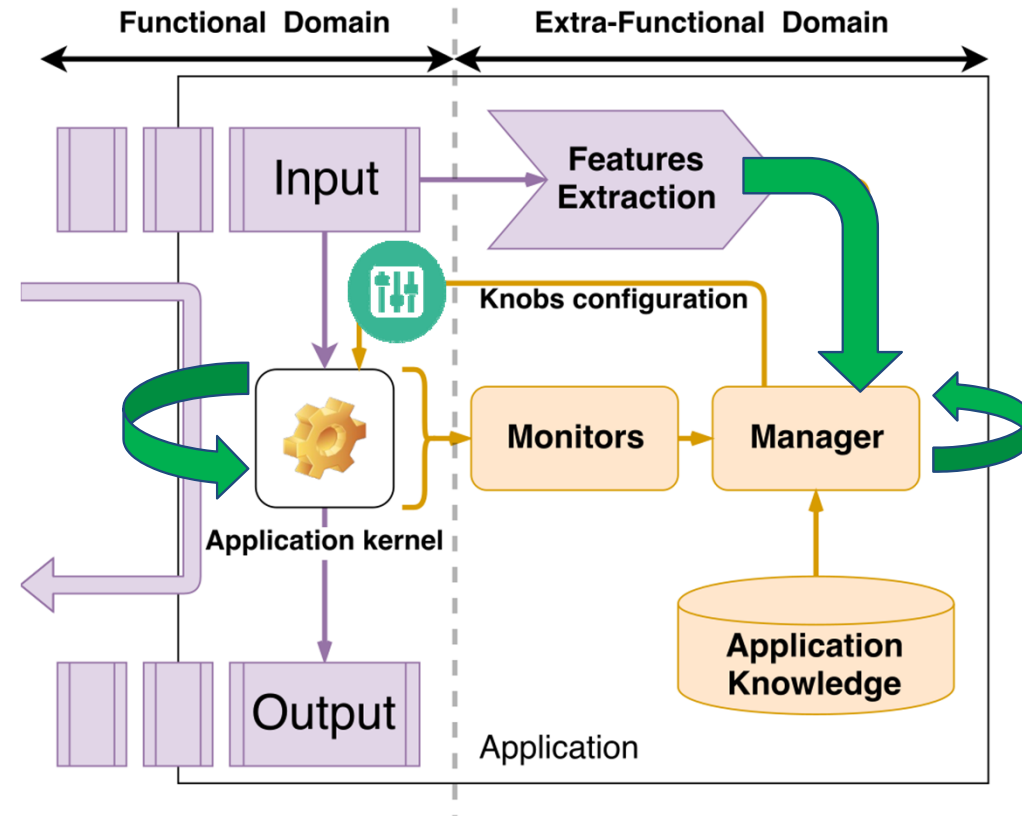 Functional Domain
Extra-Functional Domain
Input
Features
Extraction
Knobs configuration
Monitors
Manager
Application kernel
Application
Knowledge
Output
Application